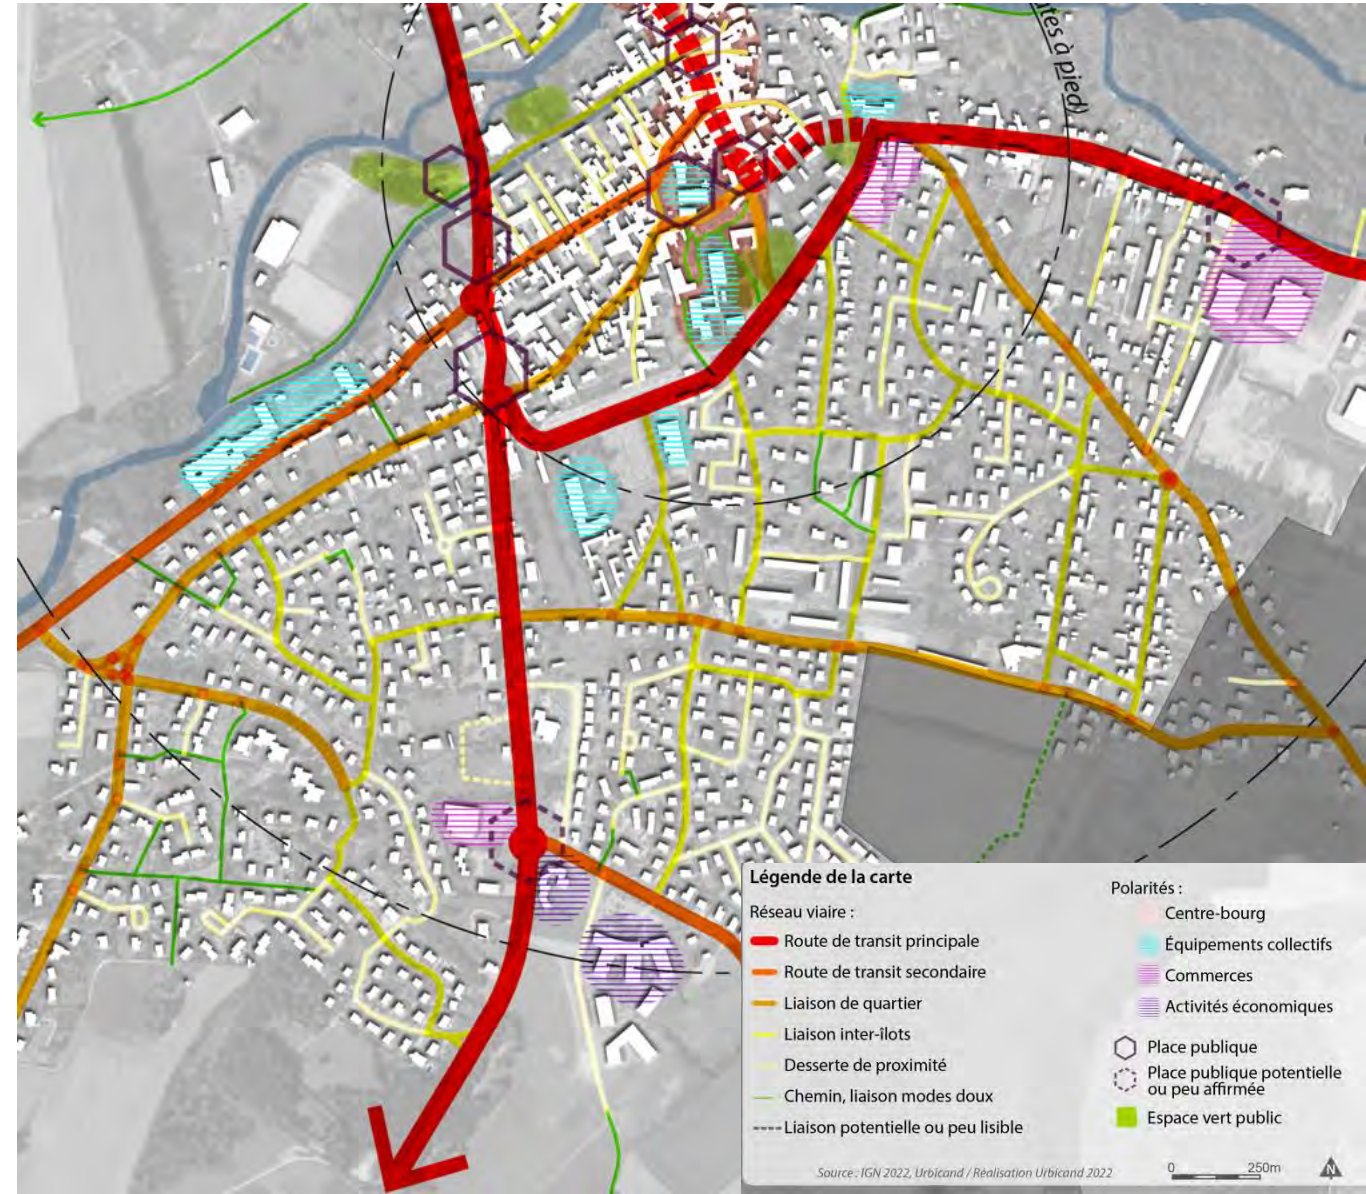 tes à pied)
Légende de la carte
Réseau viaire :
Route de transit principale
Route de transit secondaire
Liaison de quartier
Liaison inter-îlots
Desserte de proximité
Chemin, liaison modes doux
Liaison potentielle ou peu lisible
Polarités :
Centre-bourg
Équipements collectifs
Commerces
Activités économiques
Place publique
Place publique potentielle
ou peu affirmée
Espace vert public
Source : IGN 2022, Urbicand / Réalisation Urbicand 2022
0 250m
N